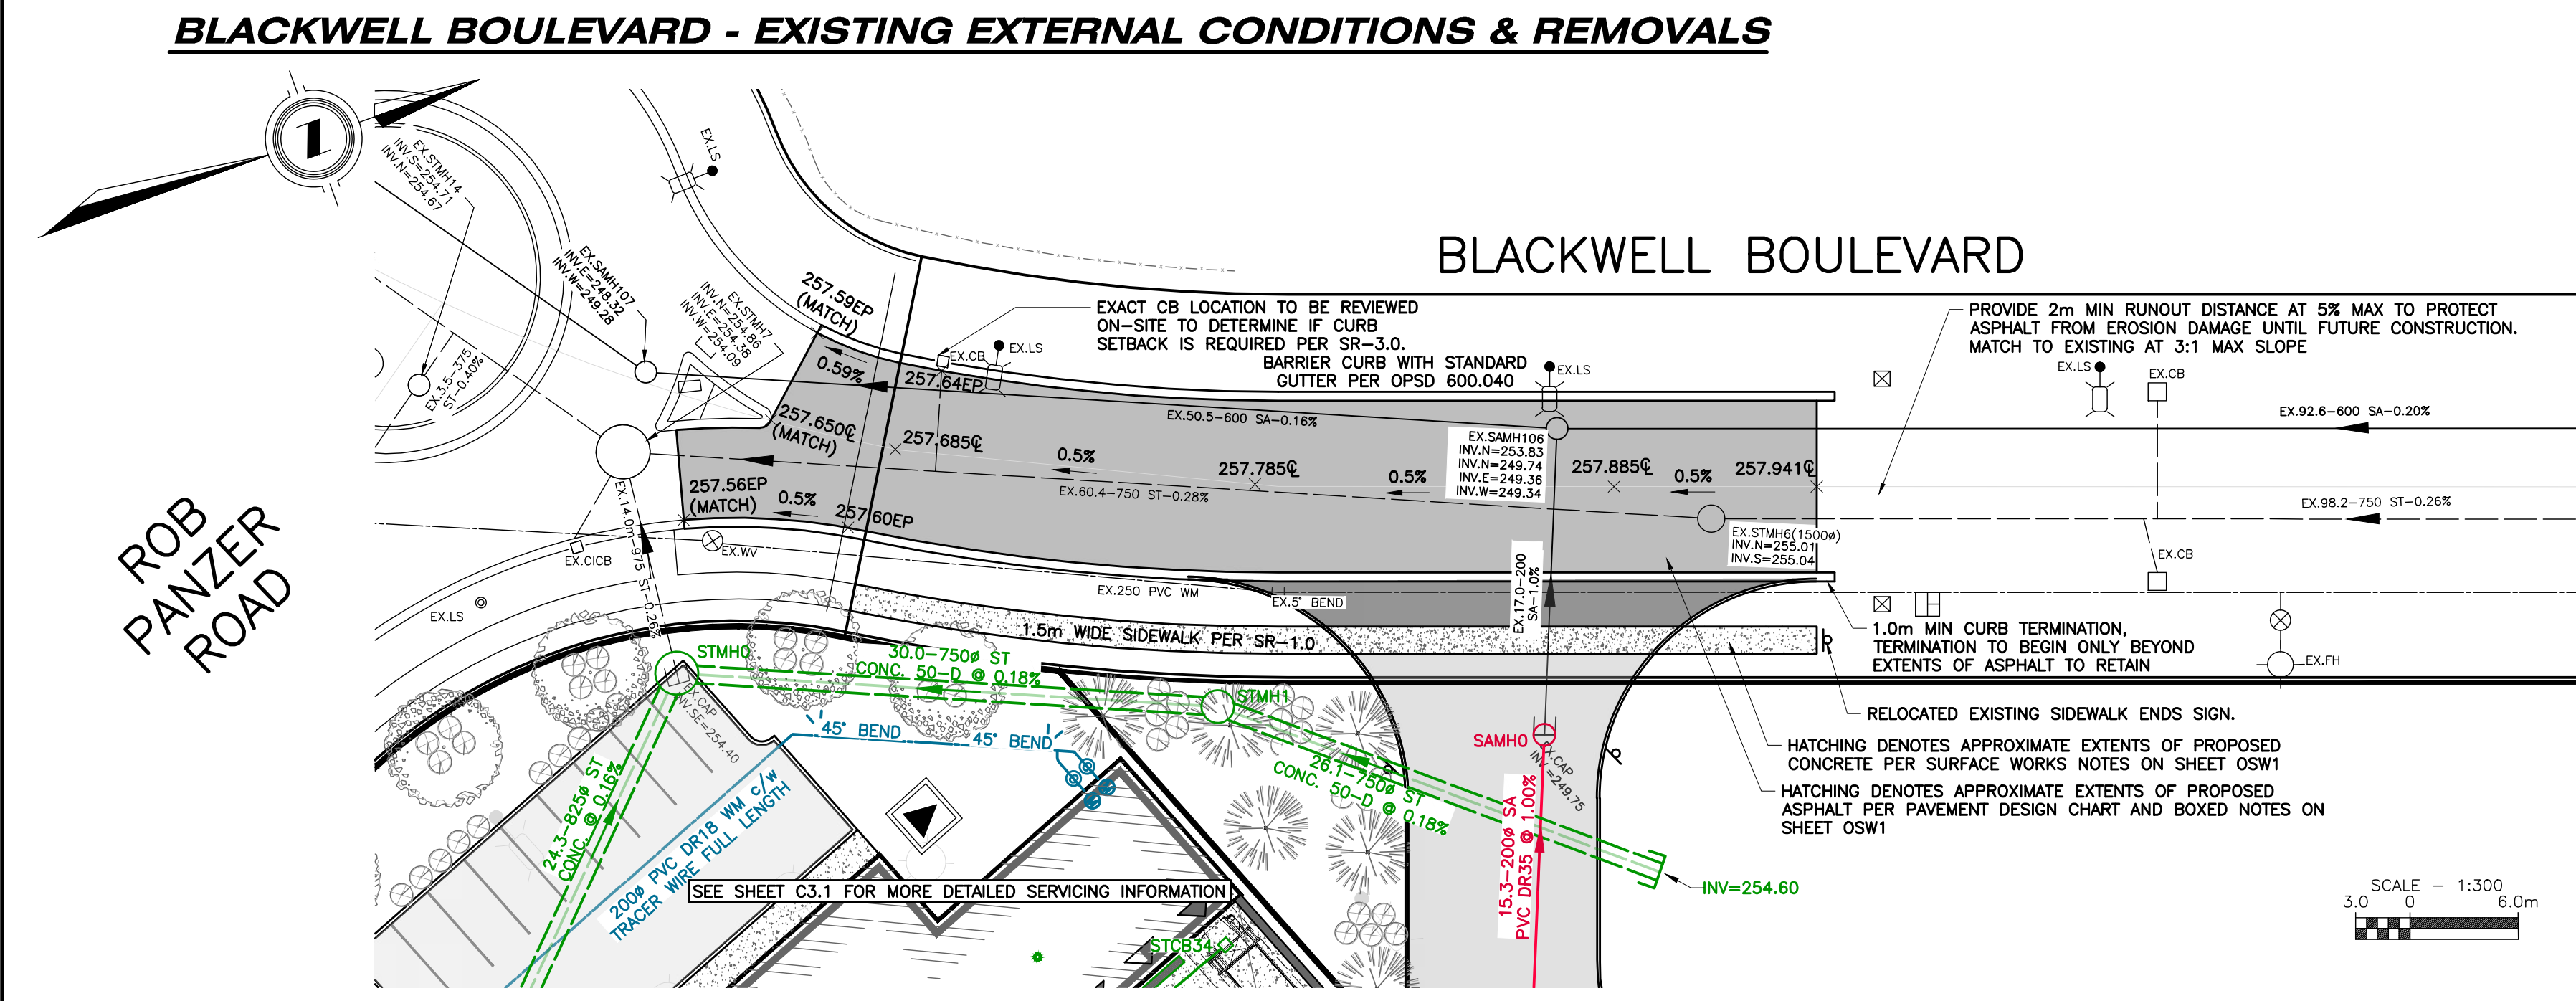 BLACKWELL BOULEVARD - EXISTING EXTERNAL CONDITIONS & REMOVALS
EX.STMH14
INV.S=254.71
INV.N=254.67
EX.LS
EX.SAMH107
INV.E=248.32
INV.W=249.28
EX.STMH7
INV.N=254.86
INV.E=254.38
INV.W=254.09
257.59EP
(MATCH)
BLACKWELL BOULEVARD
EXACT CB LOCATION TO BE REVIEWED
ON-SITE TO DETERMINE IF CURB
SETBACK IS REQUIRED PER SR-3.0.
BARRIER CURB WITH STANDARD
GUTTER PER OPSD 600.040
PROVIDE 2m MIN RUNOUT DISTANCE AT 5% MAX TO PROTECT
ASPHALT FROM EROSION DAMAGE UNTIL FUTURE CONSTRUCTION.
MATCH TO EXISTING AT 3:1 MAX SLOPE
EX.CB
EX.LS
EX.LS
EX.LS
EX.CB
EX.3.5-375
ST-0.40%
0.59%
257.64EP
EX.50.5-600 SA-0.16%
EX.92.6-600 SA-0.20%
257.650℄
(MATCH)
257.685℄
0.5%
257.785℄
0.5%
EX.SAMH106
INV.N=253.83
INV.N=249.74
INV.E=249.36
INV.W=249.34
257.885℄
0.5%
257.941℄
EX.60.4-750 ST-0.28%
EX.98.2-750 ST-0.26%
257.56EP
(MATCH)
0.5%
257.60EP
EX.STMH6(1500ø)
INV.N=255.01
INV.S=255.04
ROB
PANZER
ROAD
EX.CICB
EX.14.0m-975 ST-0.26%
EX.WV
EX.CB
EX.LS
EX.250 PVC WM
EX.5° BEND
EX.17.0-200
SA-1.0%
1.5m WIDE SIDEWALK PER SR-1.0
1.0m MIN CURB TERMINATION,
TERMINATION TO BEGIN ONLY BEYOND
EXTENTS OF ASPHALT TO RETAIN
EX.FH
STMH0
30.0-750ø ST
CONC. 50-D @ 0.18%
STMH1
EX.CAP
INV.SE=254.40
45° BEND
45° BEND
SAMH0
EX.CAP
INV.=249.75
RELOCATED EXISTING SIDEWALK ENDS SIGN.
HATCHING DENOTES APPROXIMATE EXTENTS OF PROPOSED
CONCRETE PER SURFACE WORKS NOTES ON SHEET OSW1
HATCHING DENOTES APPROXIMATE EXTENTS OF PROPOSED
ASPHALT PER PAVEMENT DESIGN CHART AND BOXED NOTES ON
SHEET OSW1
24.3-825ø ST
CONC. @ 0.16%
200ø PVC DR18 WM c/w
TRACER WIRE FULL LENGTH
26.1-750ø ST
CONC. 50-D @ 0.18%
15.3-200ø SA
PVC DR35 @ 1.00%
INV=254.60
SEE SHEET C3.1 FOR MORE DETAILED SERVICING INFORMATION
STCB34
SCALE - 1:300
3.0 0 6.0m